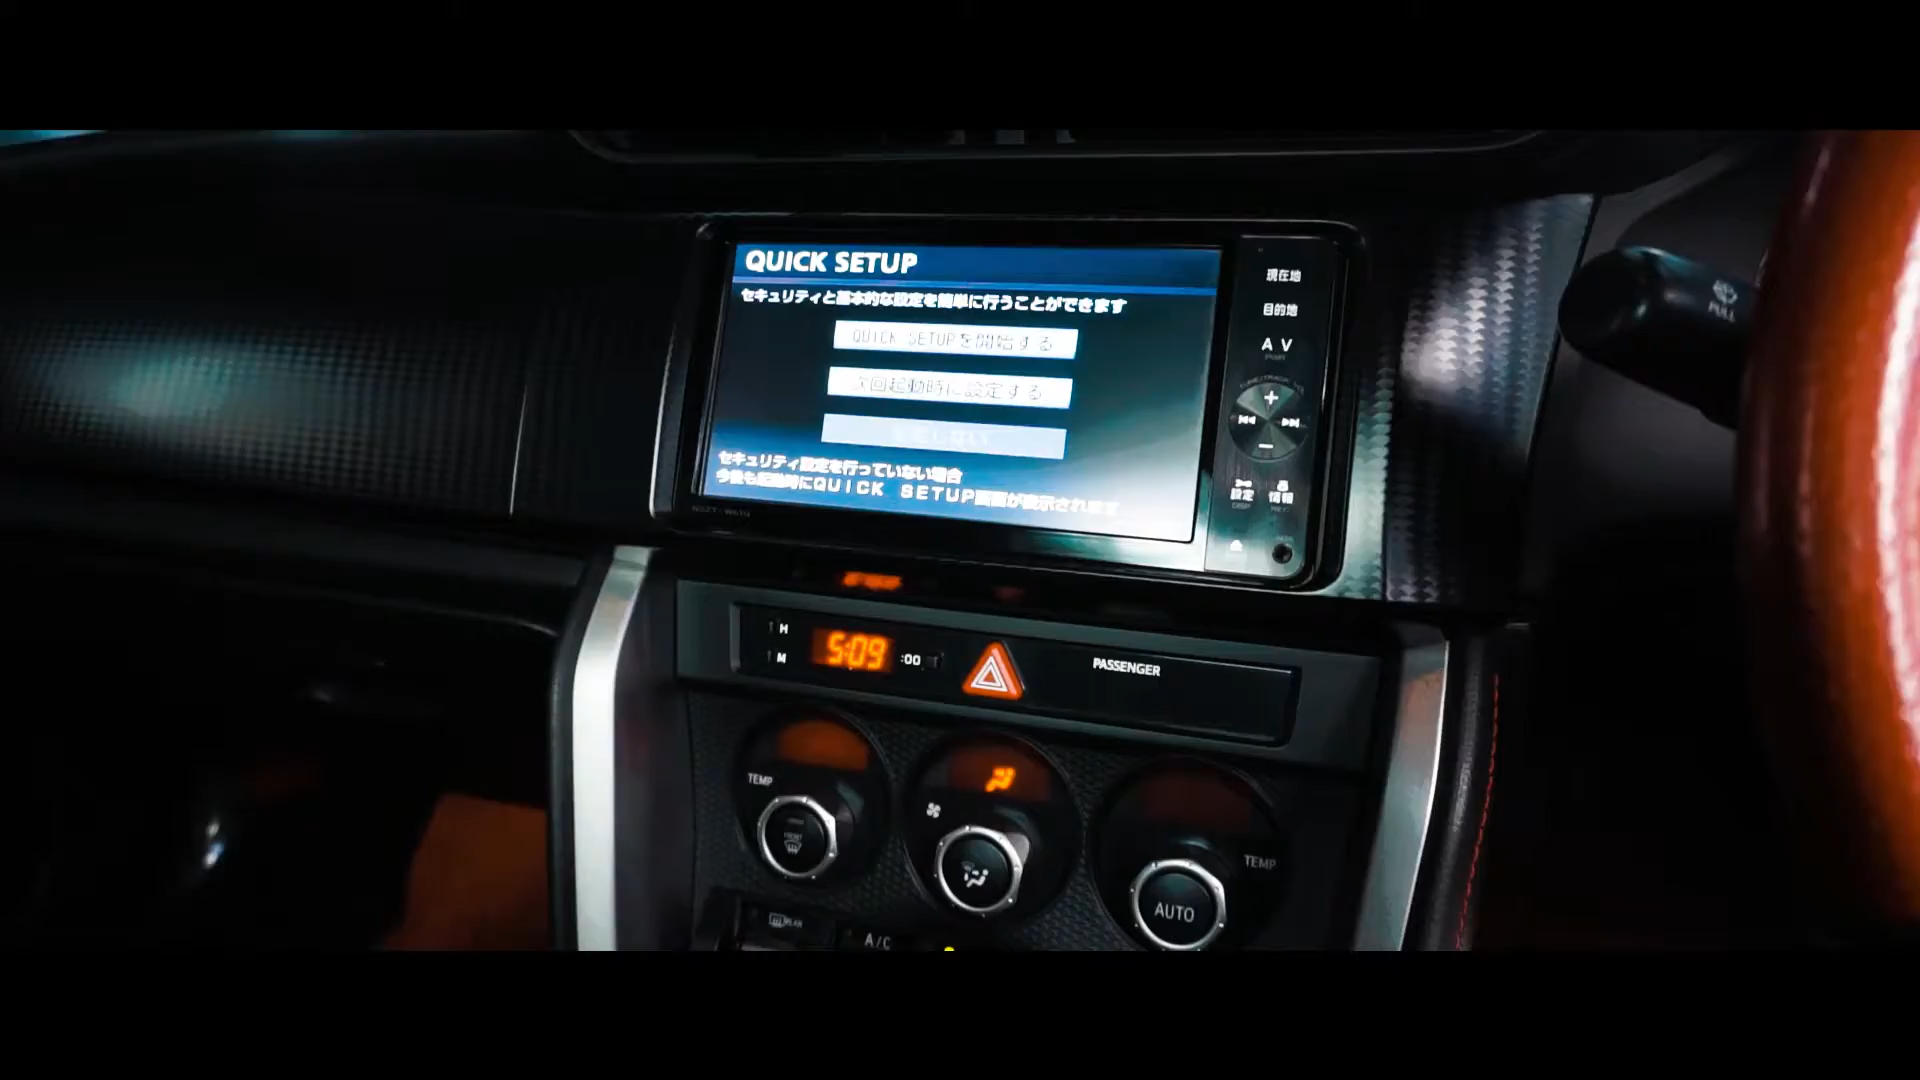 QUICK SETUP
セキュリティと基本的な設定を簡単に行うことができます
QUICK SETUPを開始する
次回起動時に設定する
セキュリティ設定を行っていない場合
今後も起動時にQUICK SETUP画面が表示されます
現在地
目的地
AV
設定
情報
PULL
H
5:09
:00
M
PASSENGER
TEMP
FRONT
TEMP
AUTO
REAR
A/C